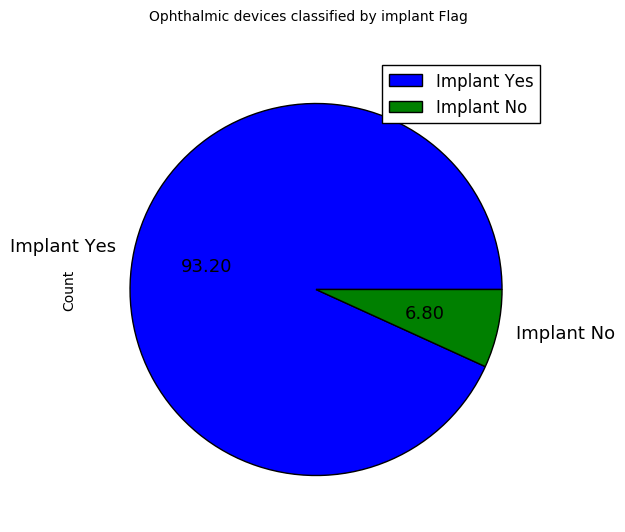 Ophthalmic devices classified by implant Flag
Implant Yes
Implant No
Implant Yes
93.20
Count
6.80
Implant No